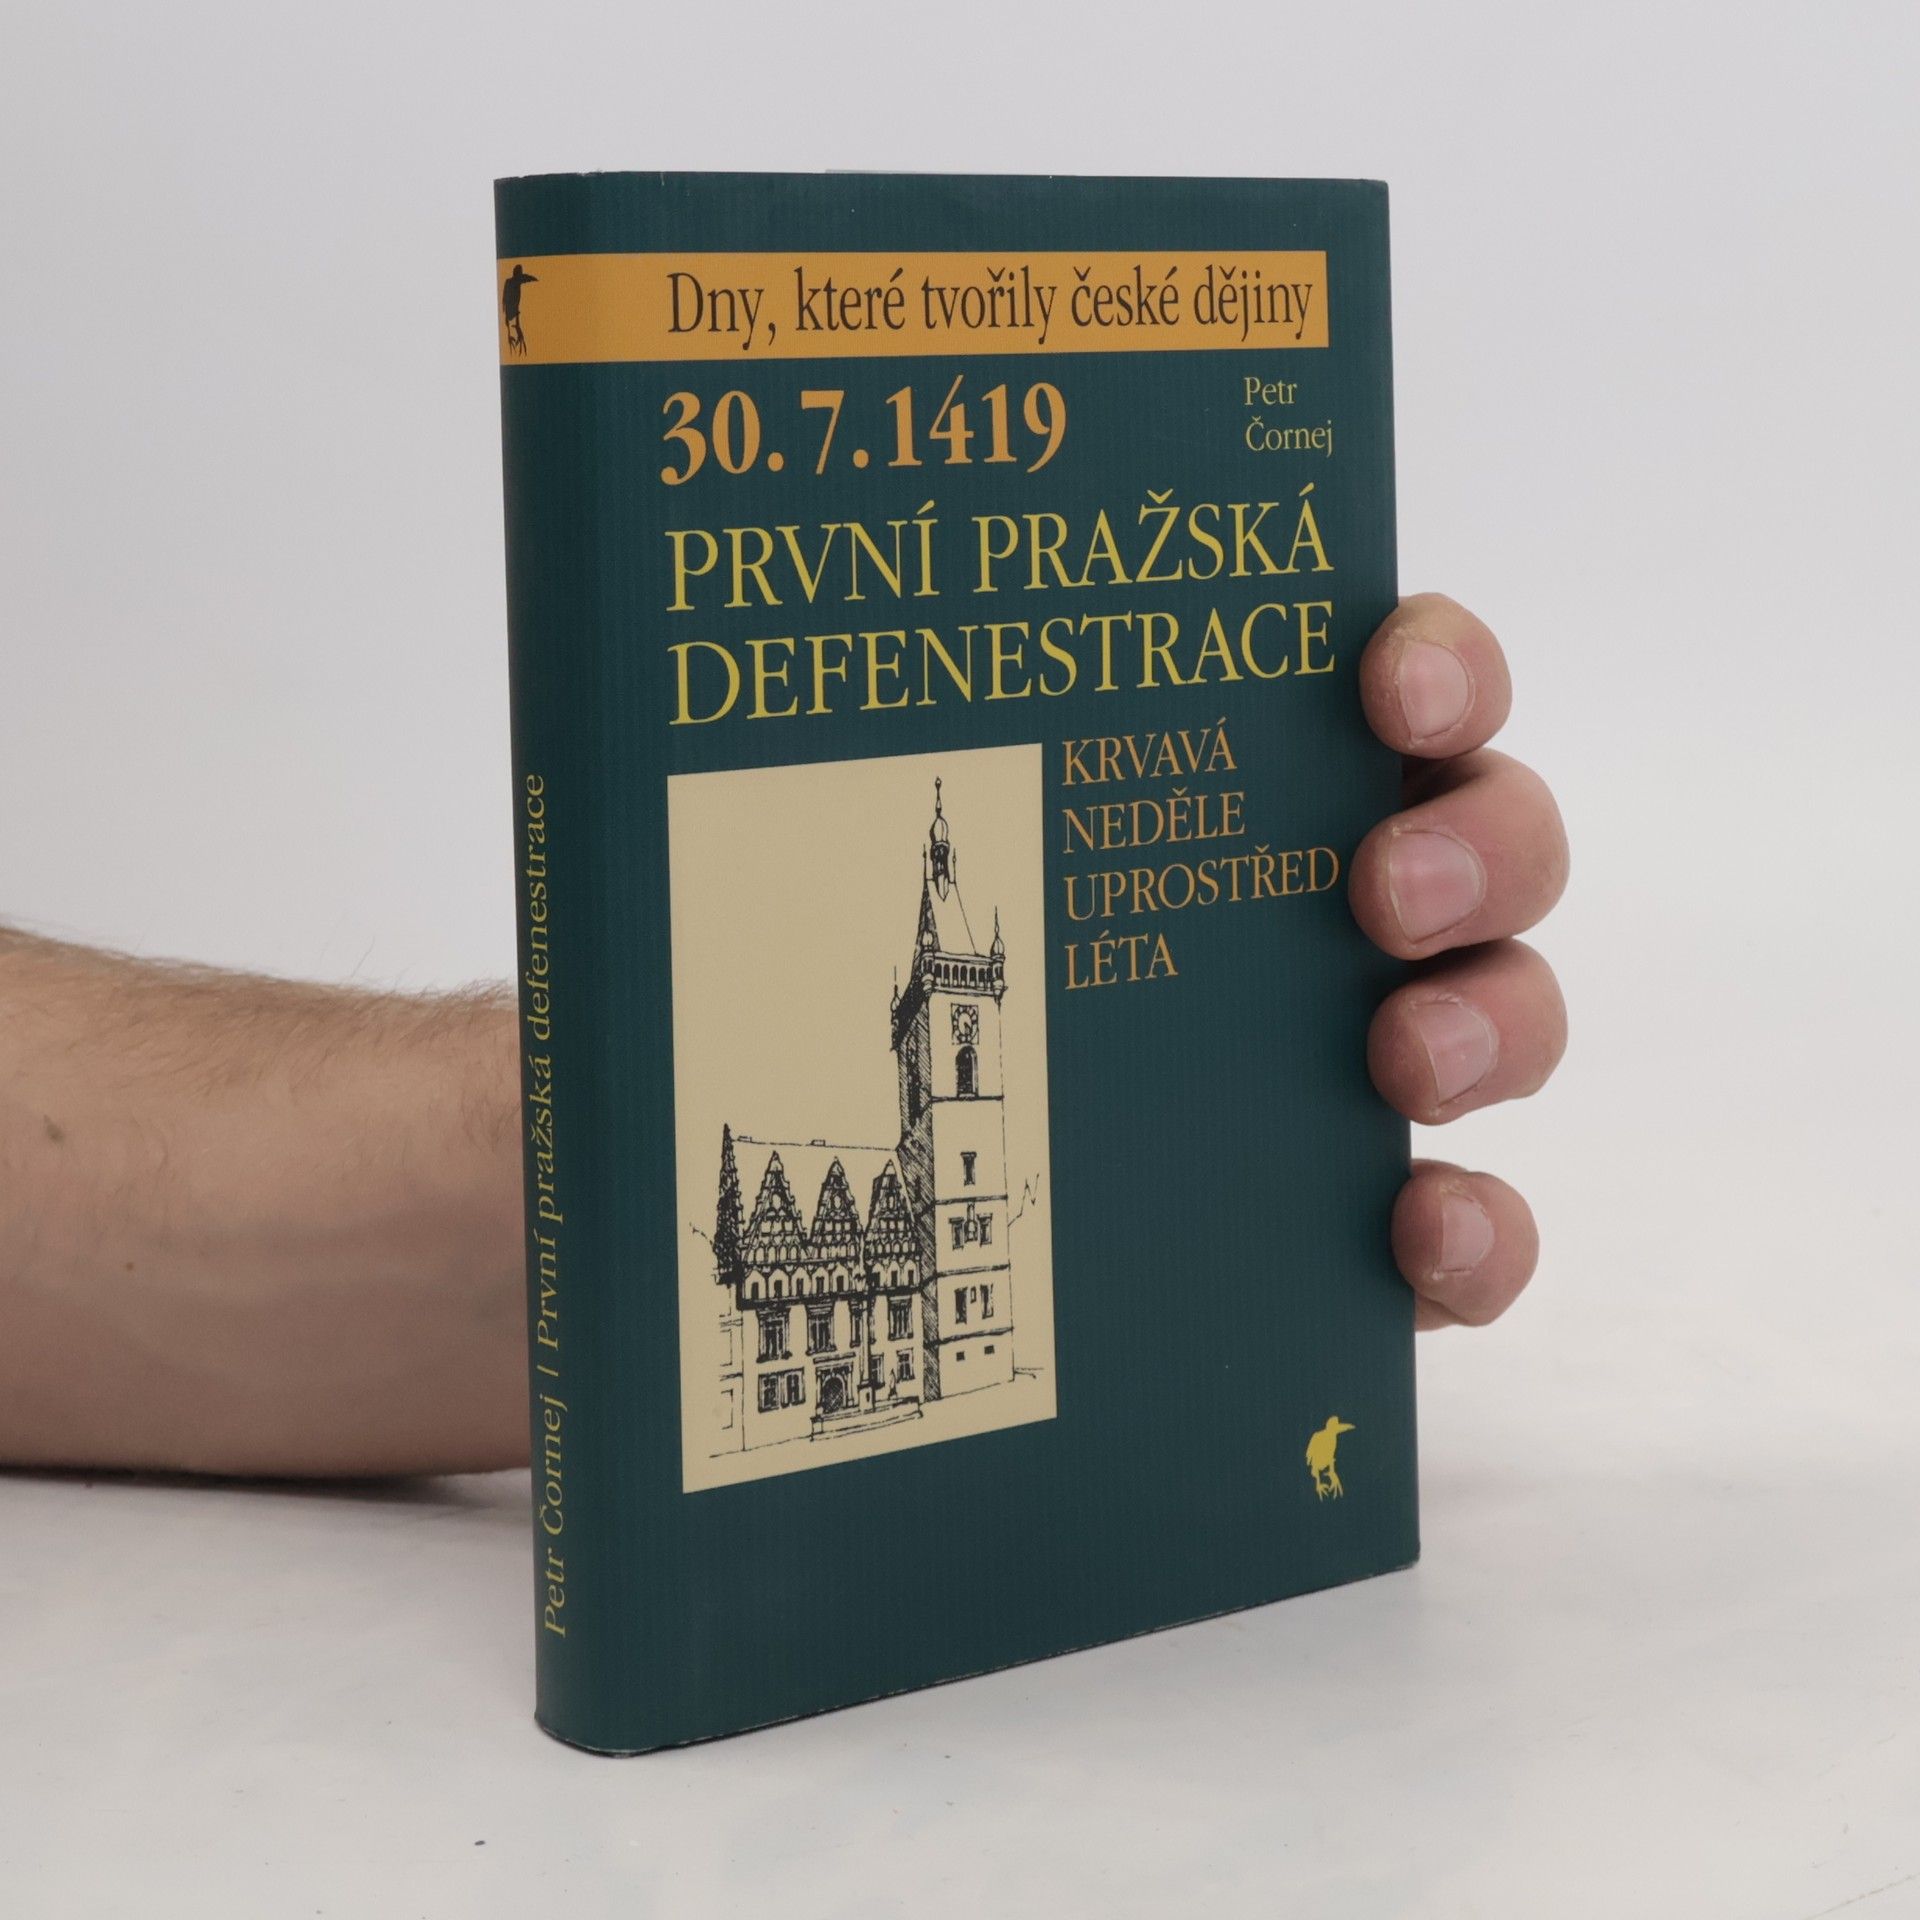 Dny, které tvořily české dějiny
30.7.1419
Petr
Čornej
PRVNÍ PRAŽSKÁ
DEFENESTRACE
KRVAVÁ
NEDĚLE
UPROSTŘED
LÉTA
Petr Čornej | První pražská defenestrace